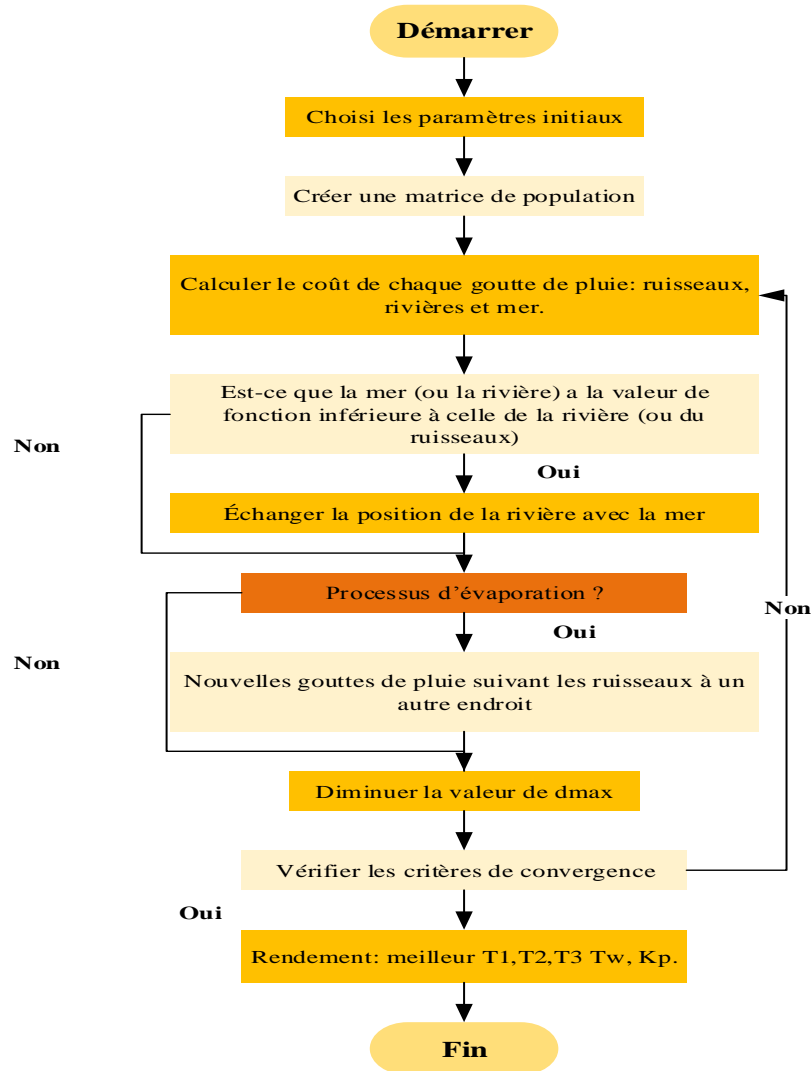 Démarrer
Choisi les paramètres initiaux
Créer une matrice de population
Calculer le coût de chaque goutte de pluie: ruisseaux,
rivières et mer.
Est-ce que la mer (ou la rivière) a la valeur de
fonction inférieure à celle de la rivière (ou du
ruisseaux)
Non
Oui
Échanger la position de la rivière avec la mer
Processus d'évaporation ?
Non
Oui
Non
Nouvelles gouttes de pluie suivant les ruisseaux à un
autre endroit
Diminuer la valeur de dmax
Vérifier les critères de convergence
Oui
Rendement: meilleur T1,T2,T3 Tw, Kp.
Fin